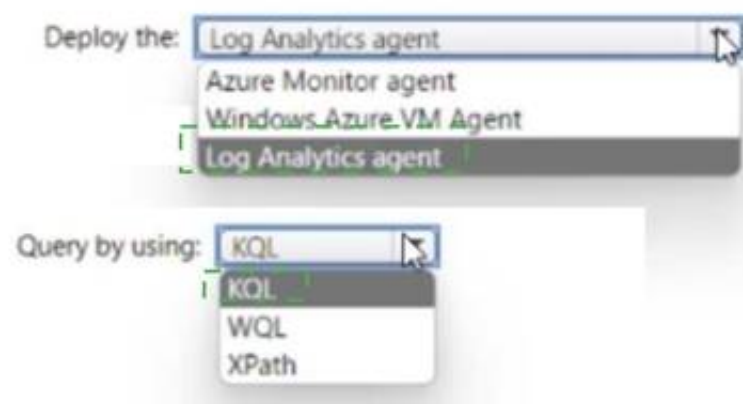 Deploy the: Log Analytics agent
Azure Monitor agent
Windows Azure VM Agent
Log Analytics agent
Query by using: KQL
KQL
WQL
XPath